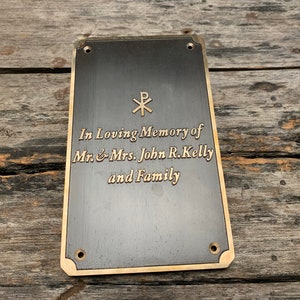 In Loving Memory of
Mr. & Mrs. John R. Kelly
and Family